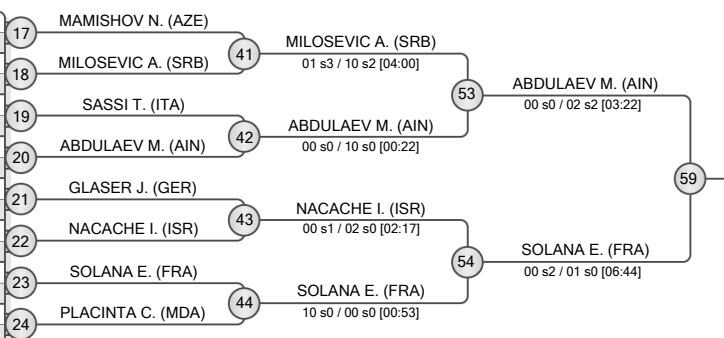 17
MAMISHOV N. (AZE)
18
MILOSEVIC A. (SRB)
19
SASSI T. (ITA)
20
ABDULAEV M. (AIN)
21
GLASER J. (GER)
22
NACACHE I. (ISR)
23
SOLANA E. (FRA)
24
PLACINTA C. (MDA)
41
MILOSEVIC A. (SRB)
01 s3 / 10 s2 [04:00]
42
ABDULAEV M. (AIN)
00 s0 / 10 s0 [00:22]
43
NACACHE I. (ISR)
00 s1 / 02 s0 [02:17]
44
SOLANA E. (FRA)
10 s0 / 00 s0 [00:53]
53
ABDULAEV M. (AIN)
00 s0 / 02 s2 [03:22]
54
SOLANA E. (FRA)
00 s2 / 01 s0 [06:44]
59